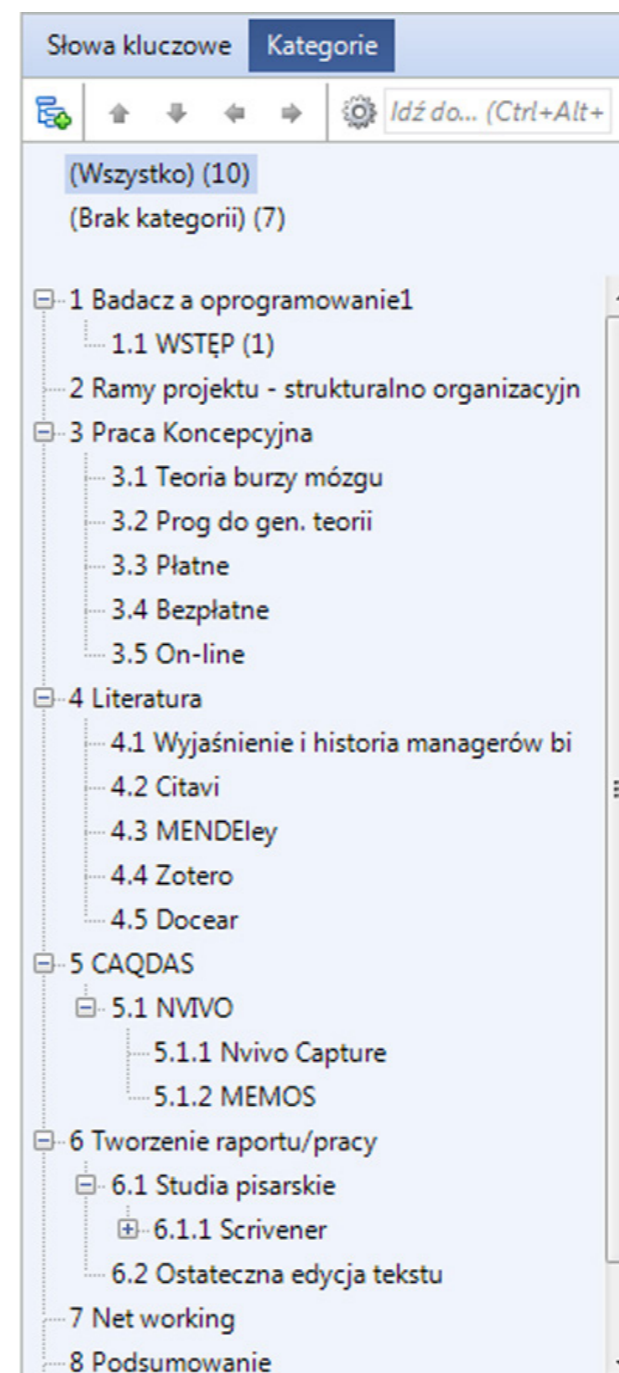 Słowa kluczowe Kategorie
Idź do... (Ctrl+Alt+
(Wszystko) (10)
(Brak kategorii) (7)
1 Badacz a oprogramowanie1
1.1 WSTĘP (1)
2 Ramy projektu - strukturalno organizacyjn
3 Praca Koncepcyjna
3.1 Teoria burzy mózgu
3.2 Prog do gen. teorii
3.3 Płatne
3.4 Bezpłatne
3.5 On-line
4 Literatura
4.1 Wyjaśnienie i historia managerów bi
4.2 Citavi
4.3 MENDEley
4.4 Zotero
4.5 Docear
5 CAQDAS
5.1 NVIVO
5.1.1 Nvivo Capture
5.1.2 MEMOS
6 Tworzenie raportu/pracy
6.1 Studia pisarskie
6.1.1 Scrivener
6.2 Ostateczna edycja tekstu
7 Net working
8 Podsumowanie